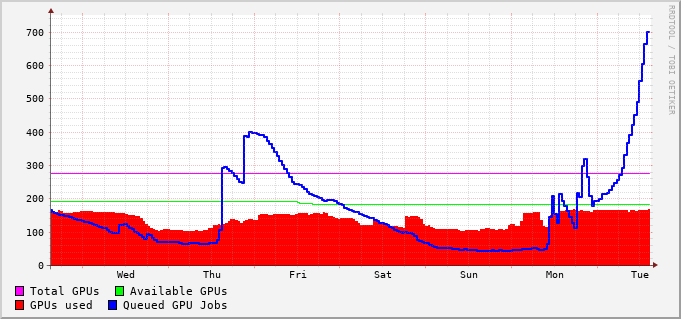 RRDTOOL / TOBI OETIKER
700
600
500
400
300
200
100
0
Wed Thu Fri Sat Sun Mon Tue
Total GPUs Available GPUs
GPUs used Queued GPU Jobs